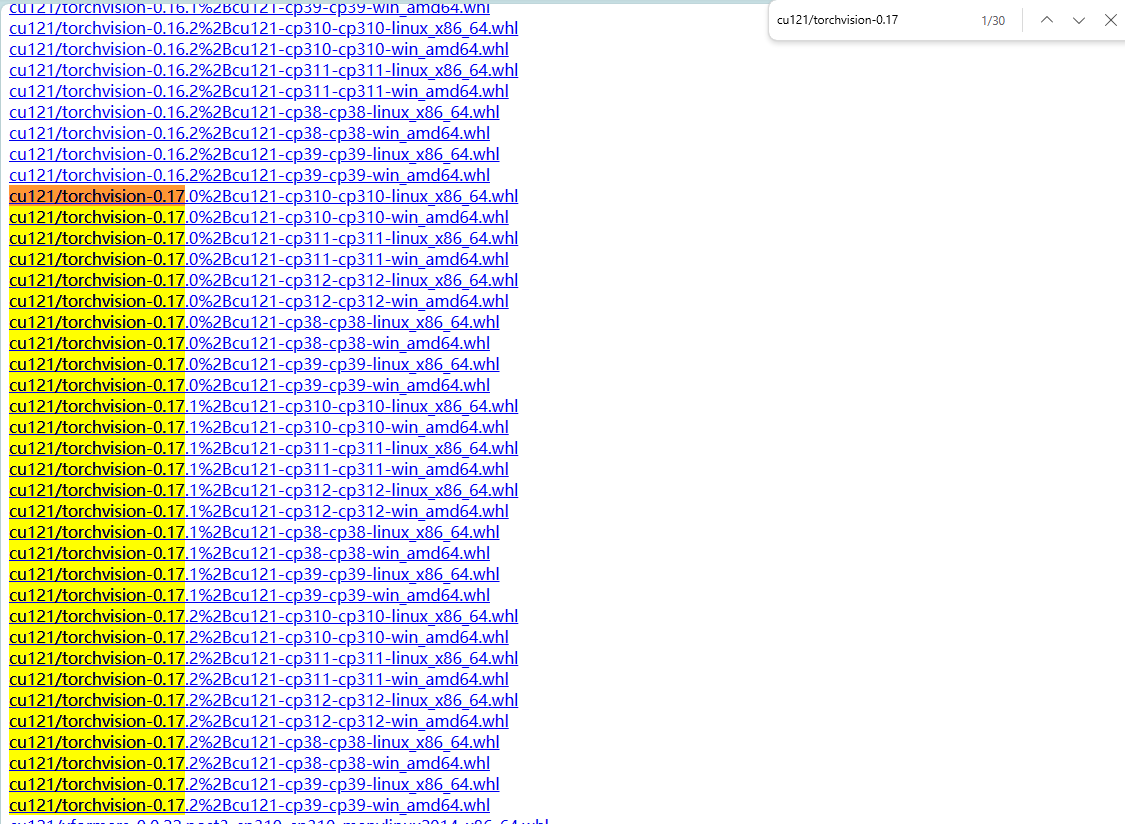 cu121/torchvision-0.16.1%2Bcu121-cp39-cp39-win_amd64.whl
cu121/torchvision-0.17
1/30
cu121/torchvision-0.16.2%2Bcu121-cp310-cp310-linux_x86_64.whl
cu121/torchvision-0.16.2%2Bcu121-cp310-cp310-win_amd64.whl
cu121/torchvision-0.16.2%2Bcu121-cp311-cp311-linux_x86_64.whl
cu121/torchvision-0.16.2%2Bcu121-cp311-cp311-win_amd64.whl
cu121/torchvision-0.16.2%2Bcu121-cp38-cp38-linux_x86_64.whl
cu121/torchvision-0.16.2%2Bcu121-cp38-cp38-win_amd64.whl
cu121/torchvision-0.16.2%2Bcu121-cp39-cp39-linux_x86_64.whl
cu121/torchvision-0.16.2%2Bcu121-cp39-cp39-win_amd64.whl
cu121/torchvision-0.17.0%2Bcu121-cp310-cp310-linux_x86_64.whl
cu121/torchvision-0.17.0%2Bcu121-cp310-cp310-win_amd64.whl
cu121/torchvision-0.17.0%2Bcu121-cp311-cp311-linux_x86_64.whl
cu121/torchvision-0.17.0%2Bcu121-cp311-cp311-win_amd64.whl
cu121/torchvision-0.17.0%2Bcu121-cp312-cp312-linux_x86_64.whl
cu121/torchvision-0.17.0%2Bcu121-cp312-cp312-win_amd64.whl
cu121/torchvision-0.17.0%2Bcu121-cp38-cp38-linux_x86_64.whl
cu121/torchvision-0.17.0%2Bcu121-cp38-cp38-win_amd64.whl
cu121/torchvision-0.17.0%2Bcu121-cp39-cp39-linux_x86_64.whl
cu121/torchvision-0.17.0%2Bcu121-cp39-cp39-win_amd64.whl
cu121/torchvision-0.17.1%2Bcu121-cp310-cp310-linux_x86_64.whl
cu121/torchvision-0.17.1%2Bcu121-cp310-cp310-win_amd64.whl
cu121/torchvision-0.17.1%2Bcu121-cp311-cp311-linux_x86_64.whl
cu121/torchvision-0.17.1%2Bcu121-cp311-cp311-win_amd64.whl
cu121/torchvision-0.17.1%2Bcu121-cp312-cp312-linux_x86_64.whl
cu121/torchvision-0.17.1%2Bcu121-cp312-cp312-win_amd64.whl
cu121/torchvision-0.17.1%2Bcu121-cp38-cp38-linux_x86_64.whl
cu121/torchvision-0.17.1%2Bcu121-cp38-cp38-win_amd64.whl
cu121/torchvision-0.17.1%2Bcu121-cp39-cp39-linux_x86_64.whl
cu121/torchvision-0.17.1%2Bcu121-cp39-cp39-win_amd64.whl
cu121/torchvision-0.17.2%2Bcu121-cp310-cp310-linux_x86_64.whl
cu121/torchvision-0.17.2%2Bcu121-cp310-cp310-win_amd64.whl
cu121/torchvision-0.17.2%2Bcu121-cp311-cp311-linux_x86_64.whl
cu121/torchvision-0.17.2%2Bcu121-cp311-cp311-win_amd64.whl
cu121/torchvision-0.17.2%2Bcu121-cp312-cp312-linux_x86_64.whl
cu121/torchvision-0.17.2%2Bcu121-cp312-cp312-win_amd64.whl
cu121/torchvision-0.17.2%2Bcu121-cp38-cp38-linux_x86_64.whl
cu121/torchvision-0.17.2%2Bcu121-cp38-cp38-win_amd64.whl
cu121/torchvision-0.17.2%2Bcu121-cp39-cp39-linux_x86_64.whl
cu121/torchvision-0.17.2%2Bcu121-cp39-cp39-win_amd64.whl